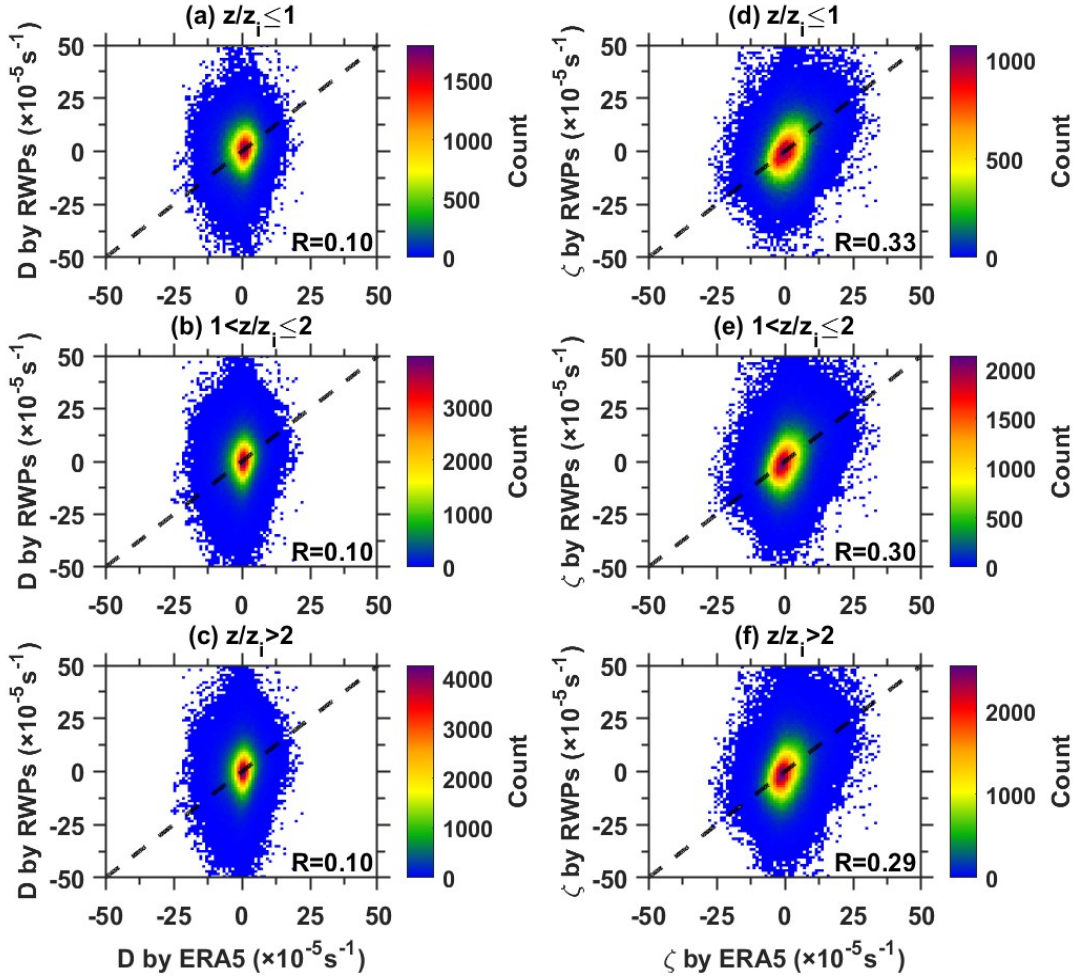 (a) z/z_i≤1
D by RWPs (×10⁻⁵s⁻¹)
50
25
0
-25
-50
-50 -25 0 25 50
R=0.10
1500
1000
500
0
Count
(d) z/z_i≤1
ζ by RWPs (×10⁻⁵s⁻¹)
50
25
0
-25
-50
-50 -25 0 25 50
R=0.33
1000
500
0
Count
(b) 1<z/z_i≤2
D by RWPs (×10⁻⁵s⁻¹)
50
25
0
-25
-50
-50 -25 0 25 50
R=0.10
3000
2000
1000
0
Count
(e) 1<z/z_i≤2
ζ by RWPs (×10⁻⁵s⁻¹)
50
25
0
-25
-50
-50 -25 0 25 50
R=0.30
2000
1500
1000
500
0
Count
(c) z/z_i>2
D by RWPs (×10⁻⁵s⁻¹)
50
25
0
-25
-50
-50 -25 0 25 50
R=0.10
4000
3000
2000
1000
0
Count
D by ERA5 (×10⁻⁵s⁻¹)
(f) z/z_i>2
ζ by RWPs (×10⁻⁵s⁻¹)
50
25
0
-25
-50
-50 -25 0 25 50
R=0.29
2000
1000
0
Count
ζ by ERA5 (×10⁻⁵s⁻¹)